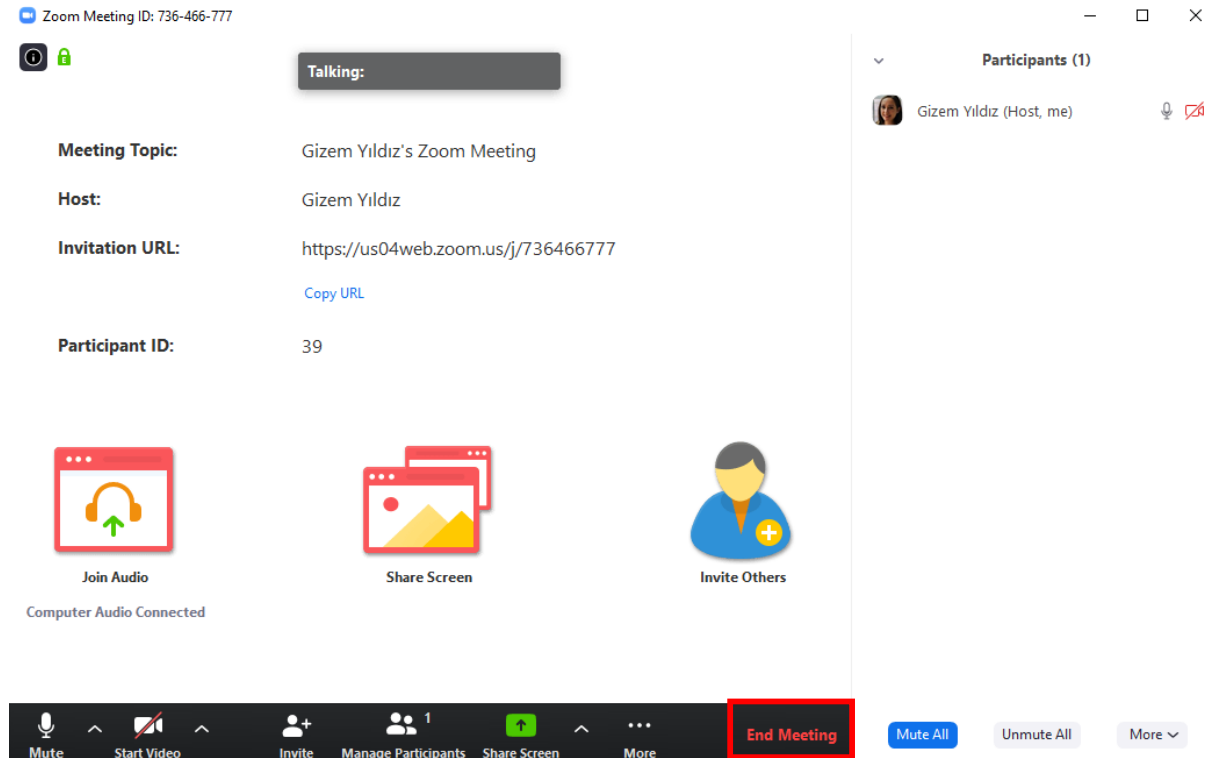 Zoom Meeting ID: 736-466-777
Talking:
Meeting Topic: Gizem Yıldız's Zoom Meeting
Host: Gizem Yıldız
Invitation URL: https://us04web.zoom.us/j/736466777
Copy URL
Participant ID: 39
Join Audio Share Screen Invite Others
Computer Audio Connected
Mute Start Video Invite Manage Participants 1 Share Screen More End Meeting
Participants (1)
Gizem Yıldız (Host, me)
Mute All Unmute All More